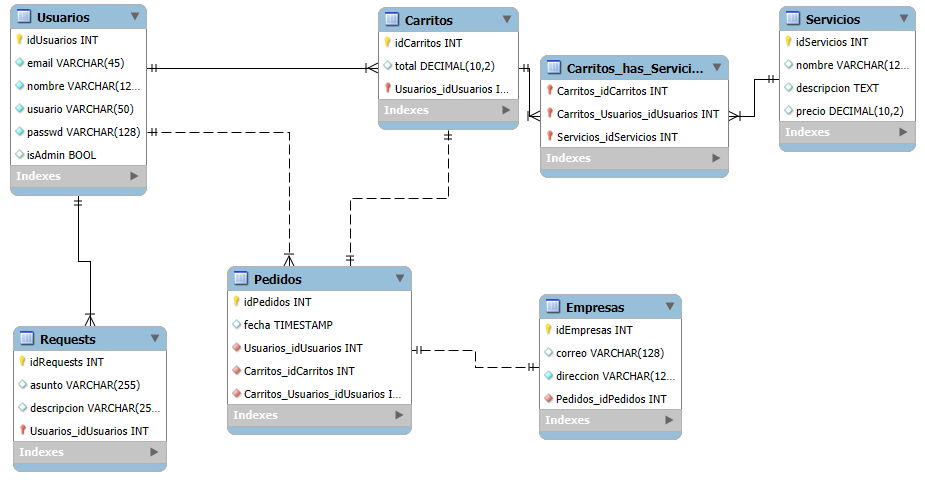 Usuarios
idUsuarios INT
email VARCHAR(45)
nombre VARCHAR(12...
usuario VARCHAR(50)
passwd VARCHAR(128)
isAdmin BOOL
Indexes
Carritos
idCarritos INT
total DECIMAL(10,2)
Usuarios_idUsuarios I...
Indexes
Carritos_has_Servici...
Carritos_idCarritos INT
Carritos_Usuarios_idUsuarios INT
Servicios_idServicios INT
Servicios
idServicios INT
nombre VARCHAR(12...
descripcion TEXT
precio DECIMAL(10,2)
Indexes
Indexes
Pedidos
idPedidos INT
fecha TIMESTAMP
Usuarios_idUsuarios INT
Carritos_idCarritos INT
Carritos_Usuarios_idUsuarios I...
Indexes
Empresas
idEmpresas INT
correo VARCHAR(128)
direccion VARCHAR(12...
Pedidos_idPedidos INT
Indexes
Requests
idRequests INT
asunto VARCHAR(255)
descripcion VARCHAR(25...
Usuarios_idUsuarios INT
Indexes